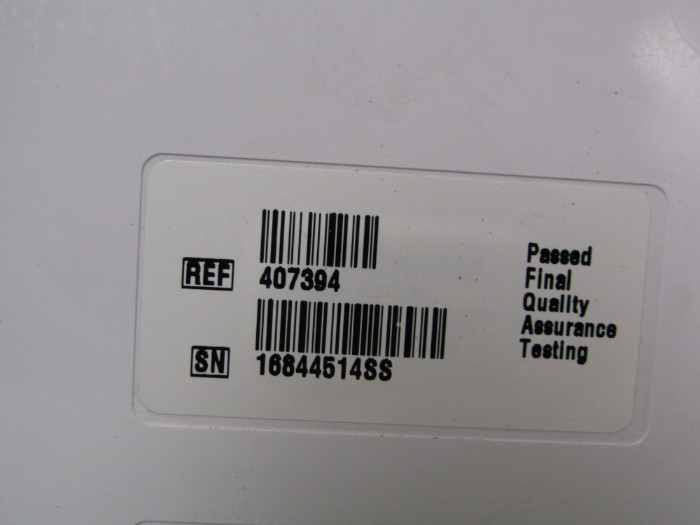 REF 407394
SN 16844514SS
Passed
Final
Quality
Assurance
Testing